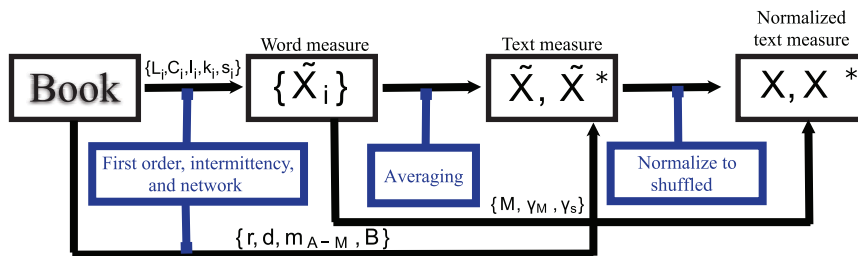 Normalized
text measure
Word measure
Text measure
{L_i,C_i,I_i,k_i,s_i}
Book
{X̃_i}
X̃, X̃*
X, X*
First order, intermittency,
and network
Averaging
Normalize to
shuffled
{M, γ_M, γ_s}
{r, d, m_{A-M}, B}